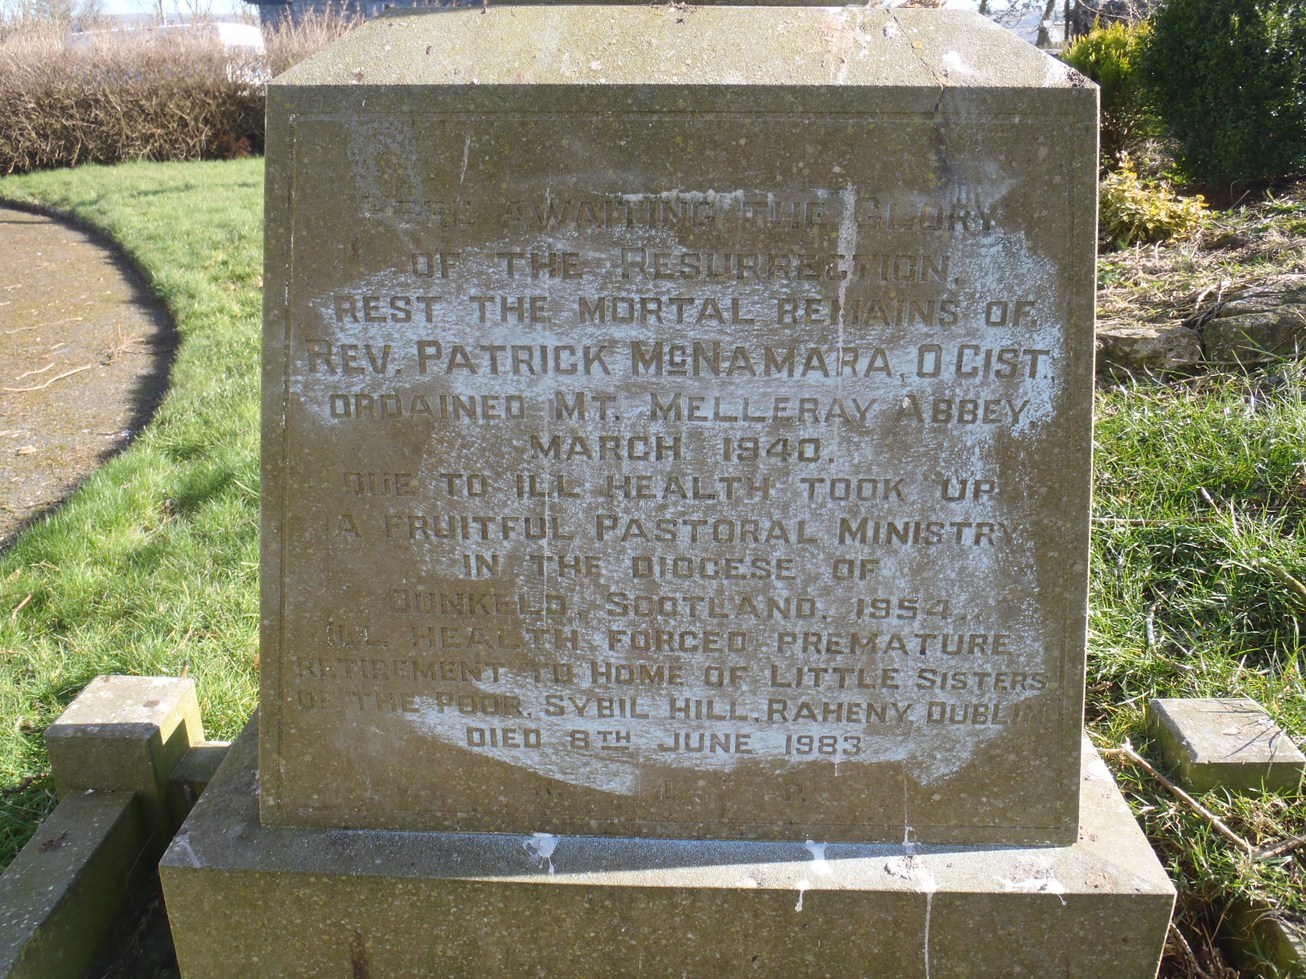 HERE AWAITING THE GLORY
OF THE RESURRECTION,
REST THE MORTAL REMAINS OF
REV. PATRICK McNAMARA, O CIST.,
ORDAINED MT. MELLERAY ABBEY
MARCH 1940.
DUE TO ILL HEALTH TOOK UP
A FRUITFUL PASTORAL MINISTRY
IN THE DIOCESE OF
DUNKELD, SCOTLAND, 1954.
ILL HEALTH FORCED PREMATURE
RETIREMENT TO HOME OF LITTLE SISTERS
OF THE POOR, SYBIL HILL, RAHENY, DUBLIN
DIED 8TH JUNE 1983
R. I. P.